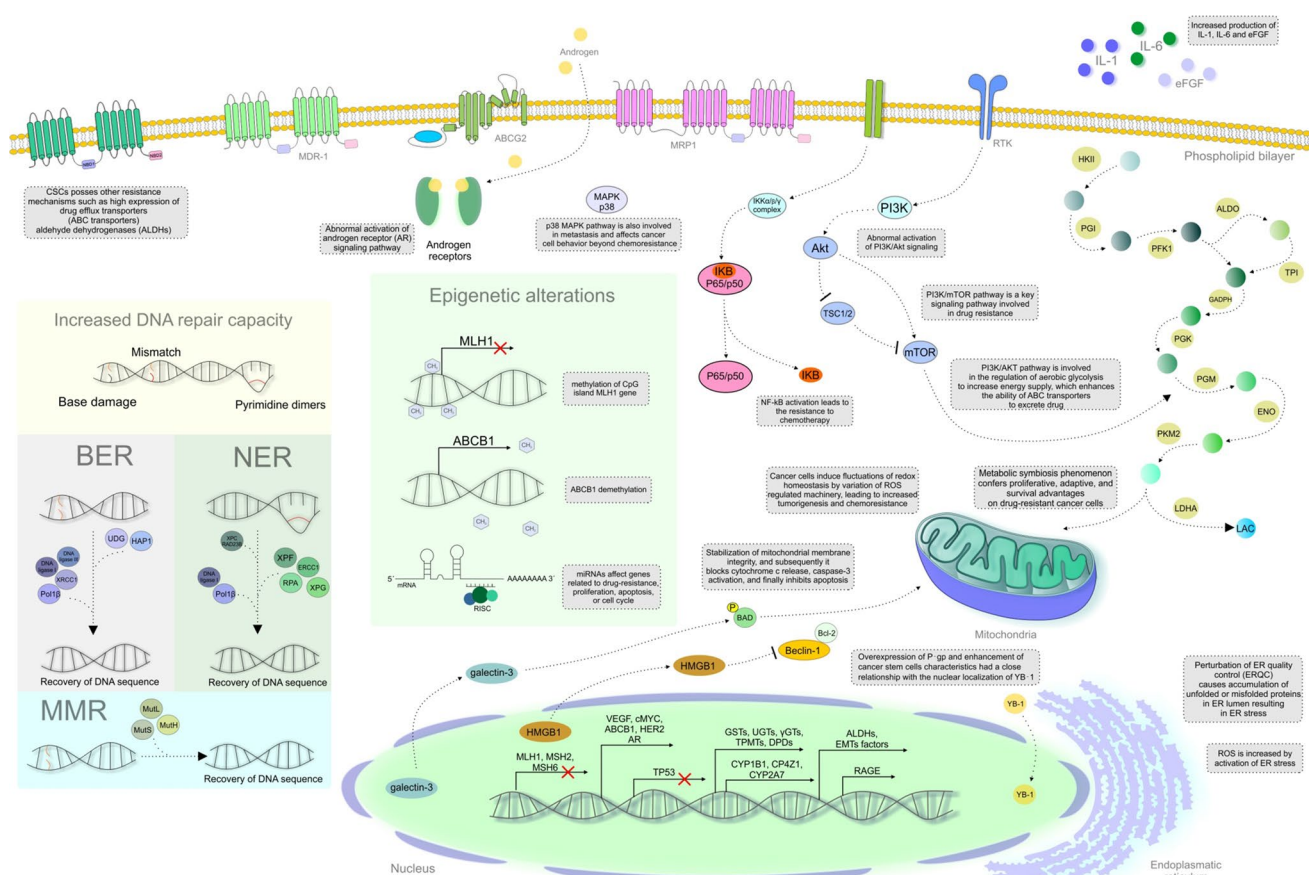 Androgen
IL-1
IL-6
eFGF
Increased production of
IL-1, IL-6 and eFGF
NBD1
NBD2
MDR-1
ABCG2
MRP1
RTK
Phospholipid bilayer
CSCs posses other resistance
mechanisms such as high expression of
drug efflux transporters
(ABC transporters)
aldehyde dehydrogenases (ALDHs)
Abnormal activation of
androgen receptor (AR)
signaling pathway
Androgen
receptors
MAPK
p38
p38 MAPK pathway is also involved
in metastasis and affects cancer
cell behavior beyond chemoresistance
IKKα/β/γ
complex
PI3K
Akt
Abnormal activation
of PI3K/Akt signaling
IKB
P65/p50
TSC1/2
mTOR
PI3K/mTOR pathway is a key
signaling pathway involved
in drug resistance
P65/p50
IKB
NF-kB activation leads to
the resistance to
chemotherapy
PI3K/AKT pathway is involved
in the regulation of aerobic glycolysis
to increase energy supply, which enhances
the ability of ABC transporters
to excrete drug
HKII
PGI
PFK1
ALDO
TPI
GADPH
PGK
PGM
ENO
PKM2
LDHA
LAC
Increased DNA repair capacity
Mismatch
Base damage
Pyrimidine dimers
BER
UDG
HAP1
DNA
ligase-I
DNA
ligase-III
XRCC1
Pol1β
Recovery of DNA sequence
NER
XPC
RAD23B
XPF
ERCC1
RPA
XPG
DNA
ligase-I
Pol1β
Recovery of DNA sequence
MMR
MutL
MutS
MutH
Recovery of DNA sequence
Epigenetic alterations
MLH1
CH₃
CH₃
CH₃
methylation of CpG
island MLH1 gene
ABCB1
CH₃
CH₃
CH₃
ABCB1 demethylation
5'
mRNA
AAAAAAAA 3´
RISC
miRNAs affect genes
related to drug-resistance,
proliferation, apoptosis,
or cell cycle
Cancer cells induce fluctuations of redox
homeostasis by variation of ROS
regulated machinery, leading to increased
tumorigenesis and chemoresistance
Metabolic symbiosis phenomenon
confers proliferative, adaptive, and
survival advantages
on drug-resistant cancer cells
Stabilization of mitochondrial membrane
integrity, and subsequently it
blocks cytochrome c release, caspase-3
activation, and finally inhibits apoptosis
Mitochondria
P
BAD
Bcl-2
Beclin-1
galectin-3
HMGB1
Overexpression of P-gp and enhancement of
cancer stem cells characteristics had a close
relationship with the nuclear localization of YB-1
YB-1
YB-1
Perturbation of ER quality
control (ERQC)
causes accumulation of
unfolded or misfolded proteins
in ER lumen resulting
in ER stress
ROS is increased by
activation of ER stress
HMGB1
galectin-3
MLH1, MSH2,
MSH6
VEGF, cMYC,
ABCB1, HER2
AR
TP53
GSTs, UGTs, γGTs,
TPMTs, DPDs
CYP1B1, CP4Z1,
CYP2A7
ALDHs,
EMTs factors
RAGE
Nucleus
Endoplasmatic